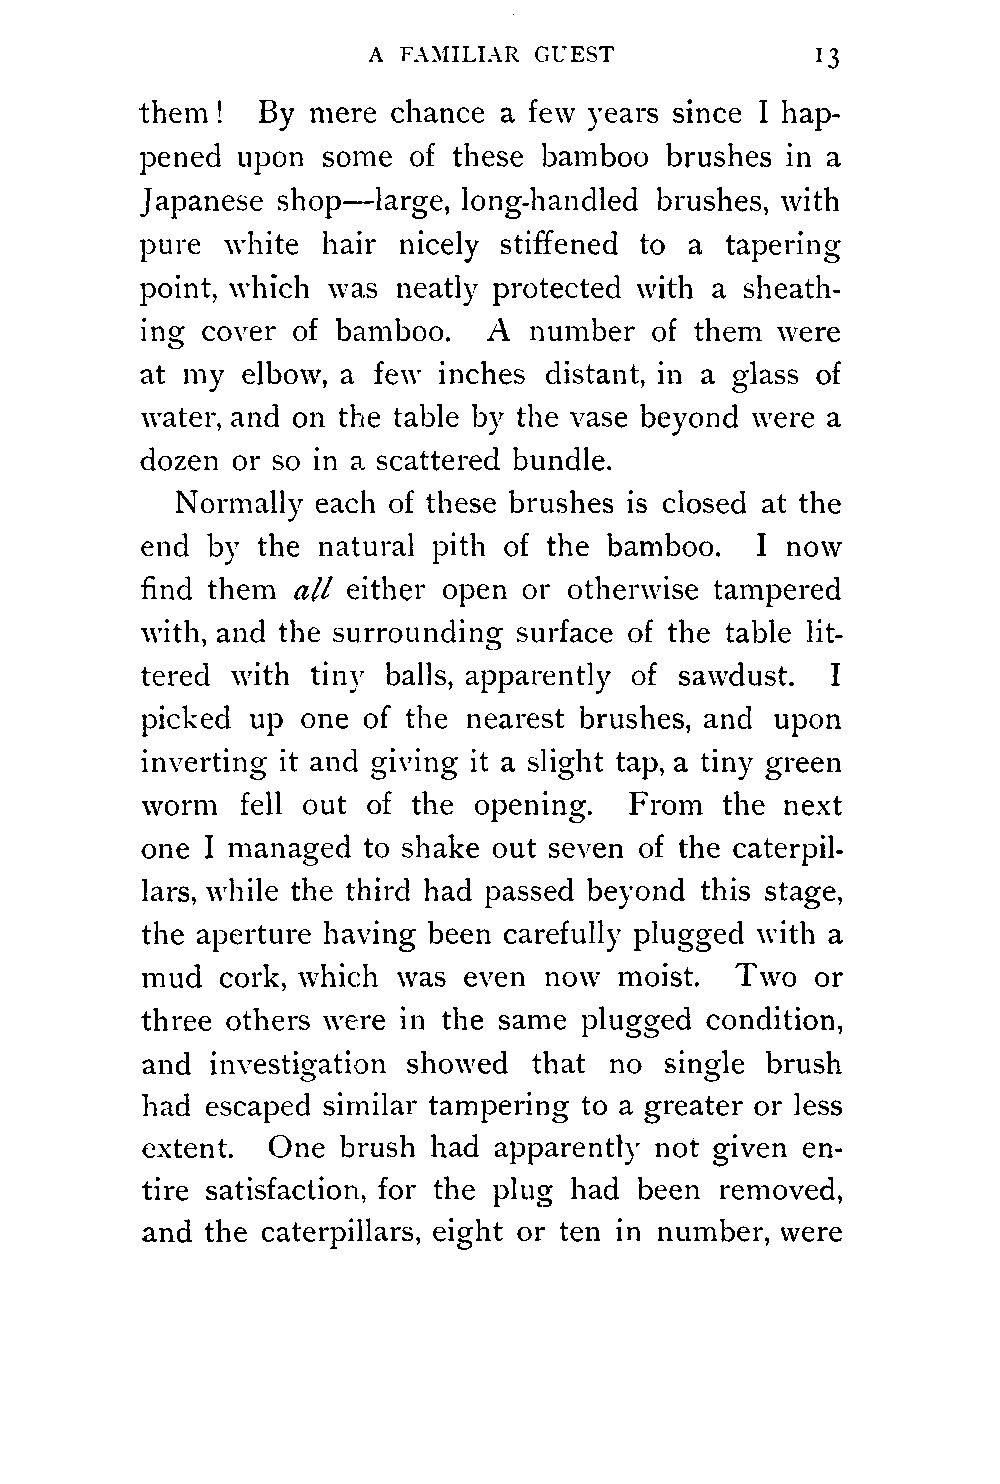 A FAMILIAR GUEST 13
them! By mere chance a few years since I hap-
pened upon some of these bamboo brushes in a
Japanese shop—large, long-handled brushes, with
pure white hair nicely stiffened to a tapering
point, which was neatly protected with a sheath-
ing cover of bamboo. A number of them were
at my elbow, a few inches distant, in a glass of
water, and on the table by the vase beyond were a
dozen or so in a scattered bundle.
Normally each of these brushes is closed at the
end by the natural pith of the bamboo. I now
find them all either open or otherwise tampered
with, and the surrounding surface of the table lit-
tered with tiny balls, apparently of sawdust. I
picked up one of the nearest brushes, and upon
inverting it and giving it a slight tap, a tiny green
worm fell out of the opening. From the next
one I managed to shake out seven of the caterpil-
lars, while the third had passed beyond this stage,
the aperture having been carefully plugged with a
mud cork, which was even now moist. Two or
three others were in the same plugged condition,
and investigation showed that no single brush
had escaped similar tampering to a greater or less
extent. One brush had apparently not given en-
tire satisfaction, for the plug had been removed,
and the caterpillars, eight or ten in number, were